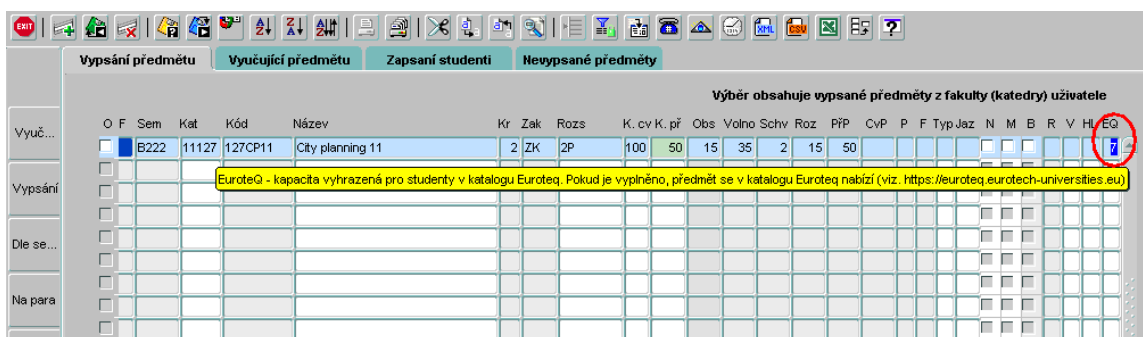 STOP XML CSV ?
Vypsání předmětu Vyučující předmětu Zapsaní studenti Nevypsané předměty
Výběr obsahuje vypsané předměty z fakulty (katedry) uživatele
Vyuč...
O F Sem Kat Kód Název Kr Zak Rozs K. cv K. př Obs Volno Schv Roz PřP CvP P F Typ Jaz N M B R V HL EQ
B222 11127 127CP11 City planning 11 2 ZK 2P 100 50 15 35 2 15 50 7
EuroteQ - kapacita vyhrazená pro studenty v katalogu Euroteq. Pokud je vyplněno, předmět se v katalogu Euroteq nabízí (viz. https://euroteq.eurotech-universities.eu)
Vypsání
Dle se...
Na para